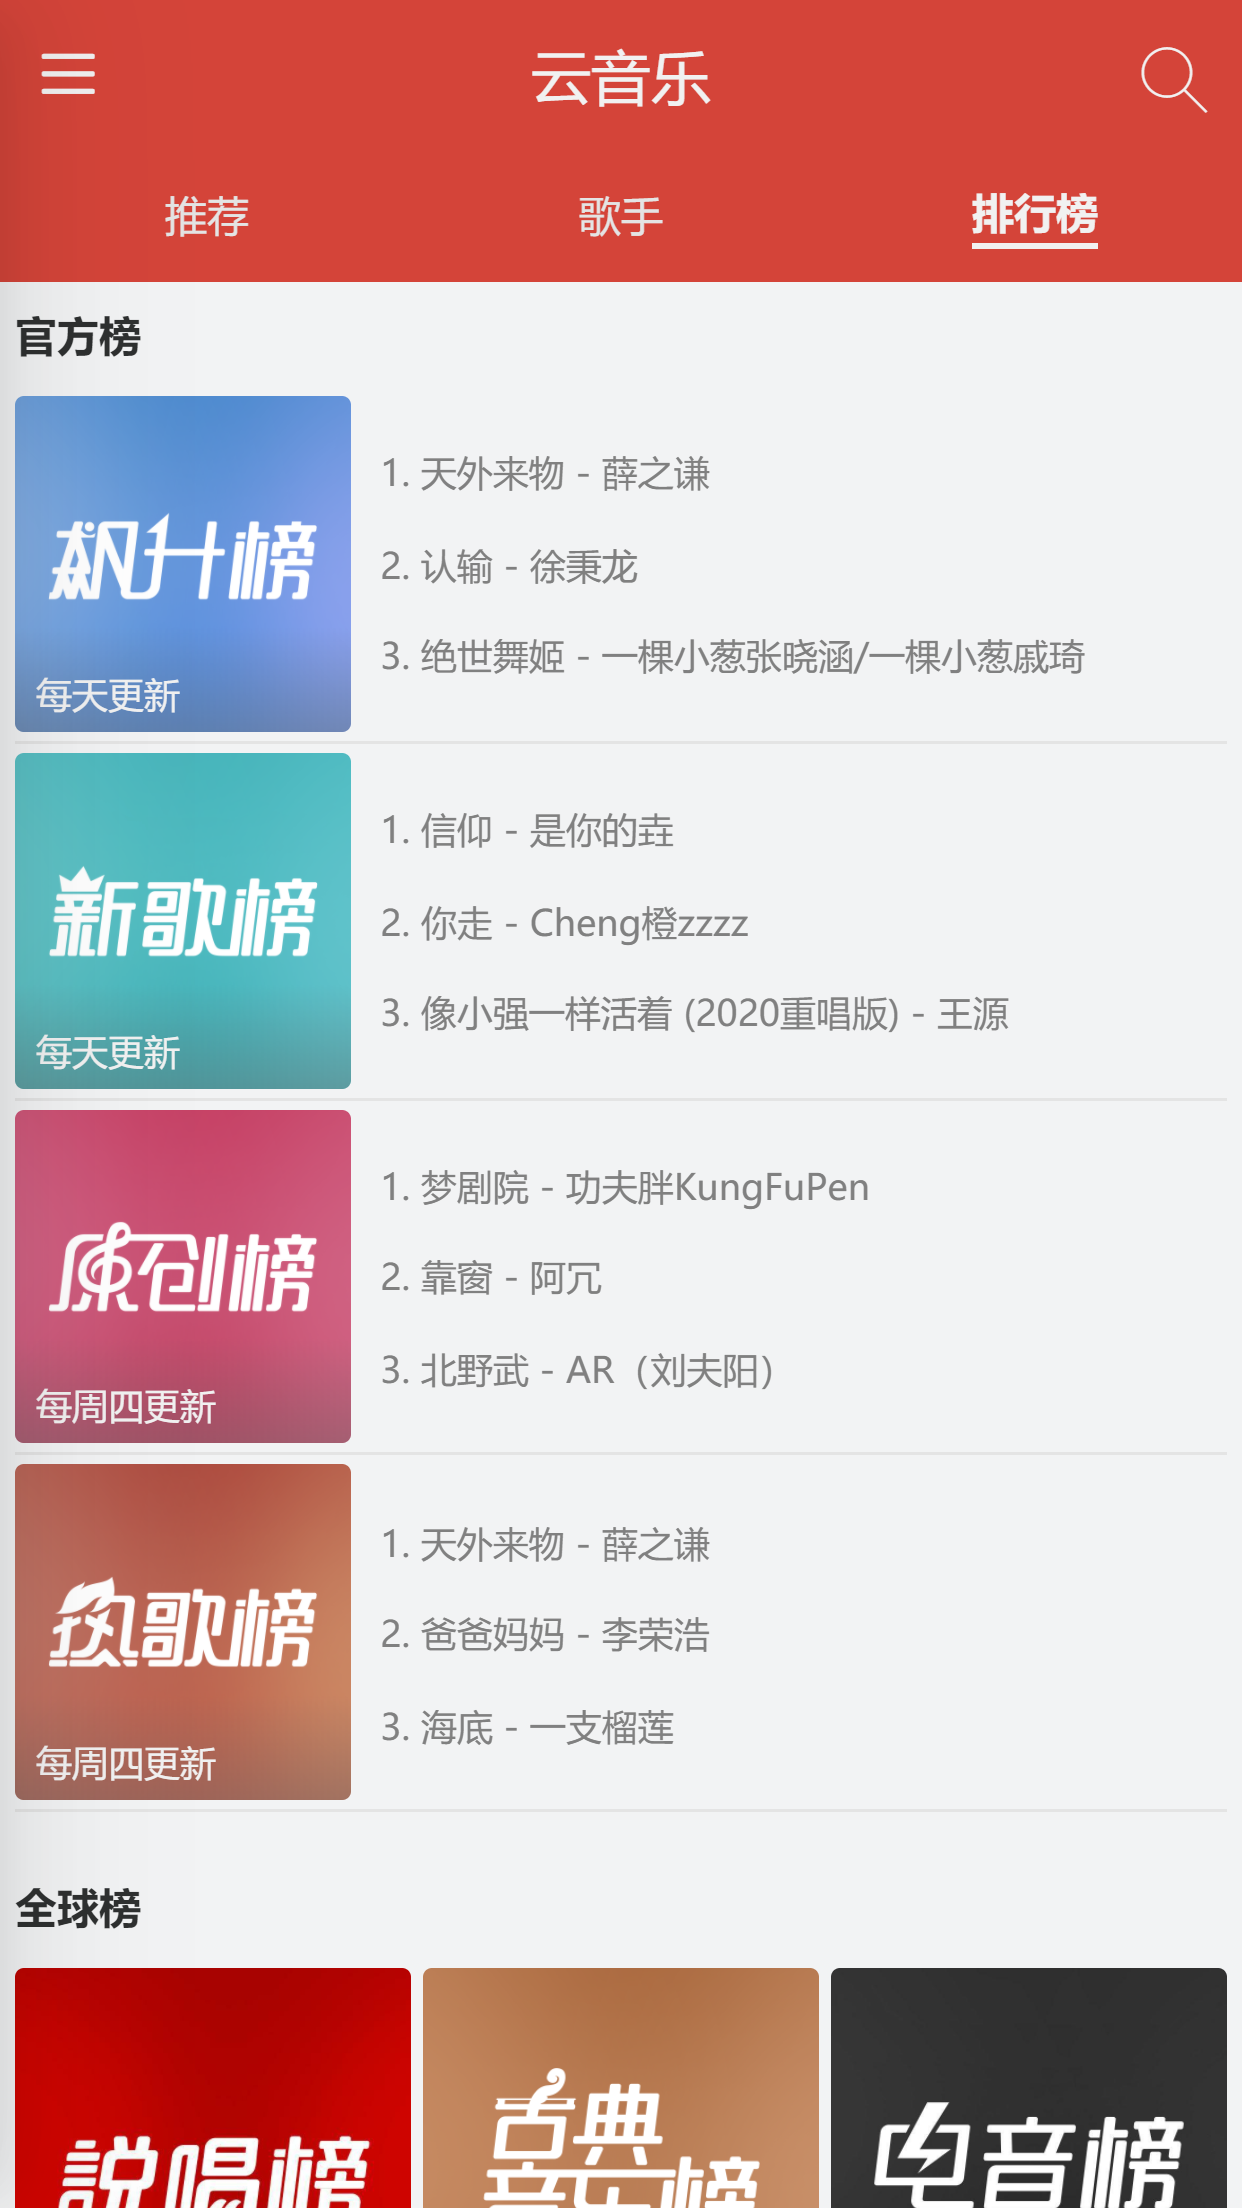 云音乐
推荐
歌手
排行榜
官方榜
飙升榜
每天更新
1. 天外来物 - 薛之谦
2. 认输 - 徐秉龙
3. 绝世舞姬 - 一棵小葱张晓涵/一棵小葱戚琦
新歌榜
每天更新
1. 信仰 - 是你的垚
2. 你走 - Cheng橙zzzz
3. 像小强一样活着 (2020重唱版) - 王源
原创榜
每周四更新
1. 梦剧院 - 功夫胖KungFuPen
2. 靠窗 - 阿冗
3. 北野武 - AR（刘夫阳）
热歌榜
每周四更新
1. 天外来物 - 薛之谦
2. 爸爸妈妈 - 李荣浩
3. 海底 - 一支榴莲
全球榜
説唱榜
古典
音乐榜
电音榜